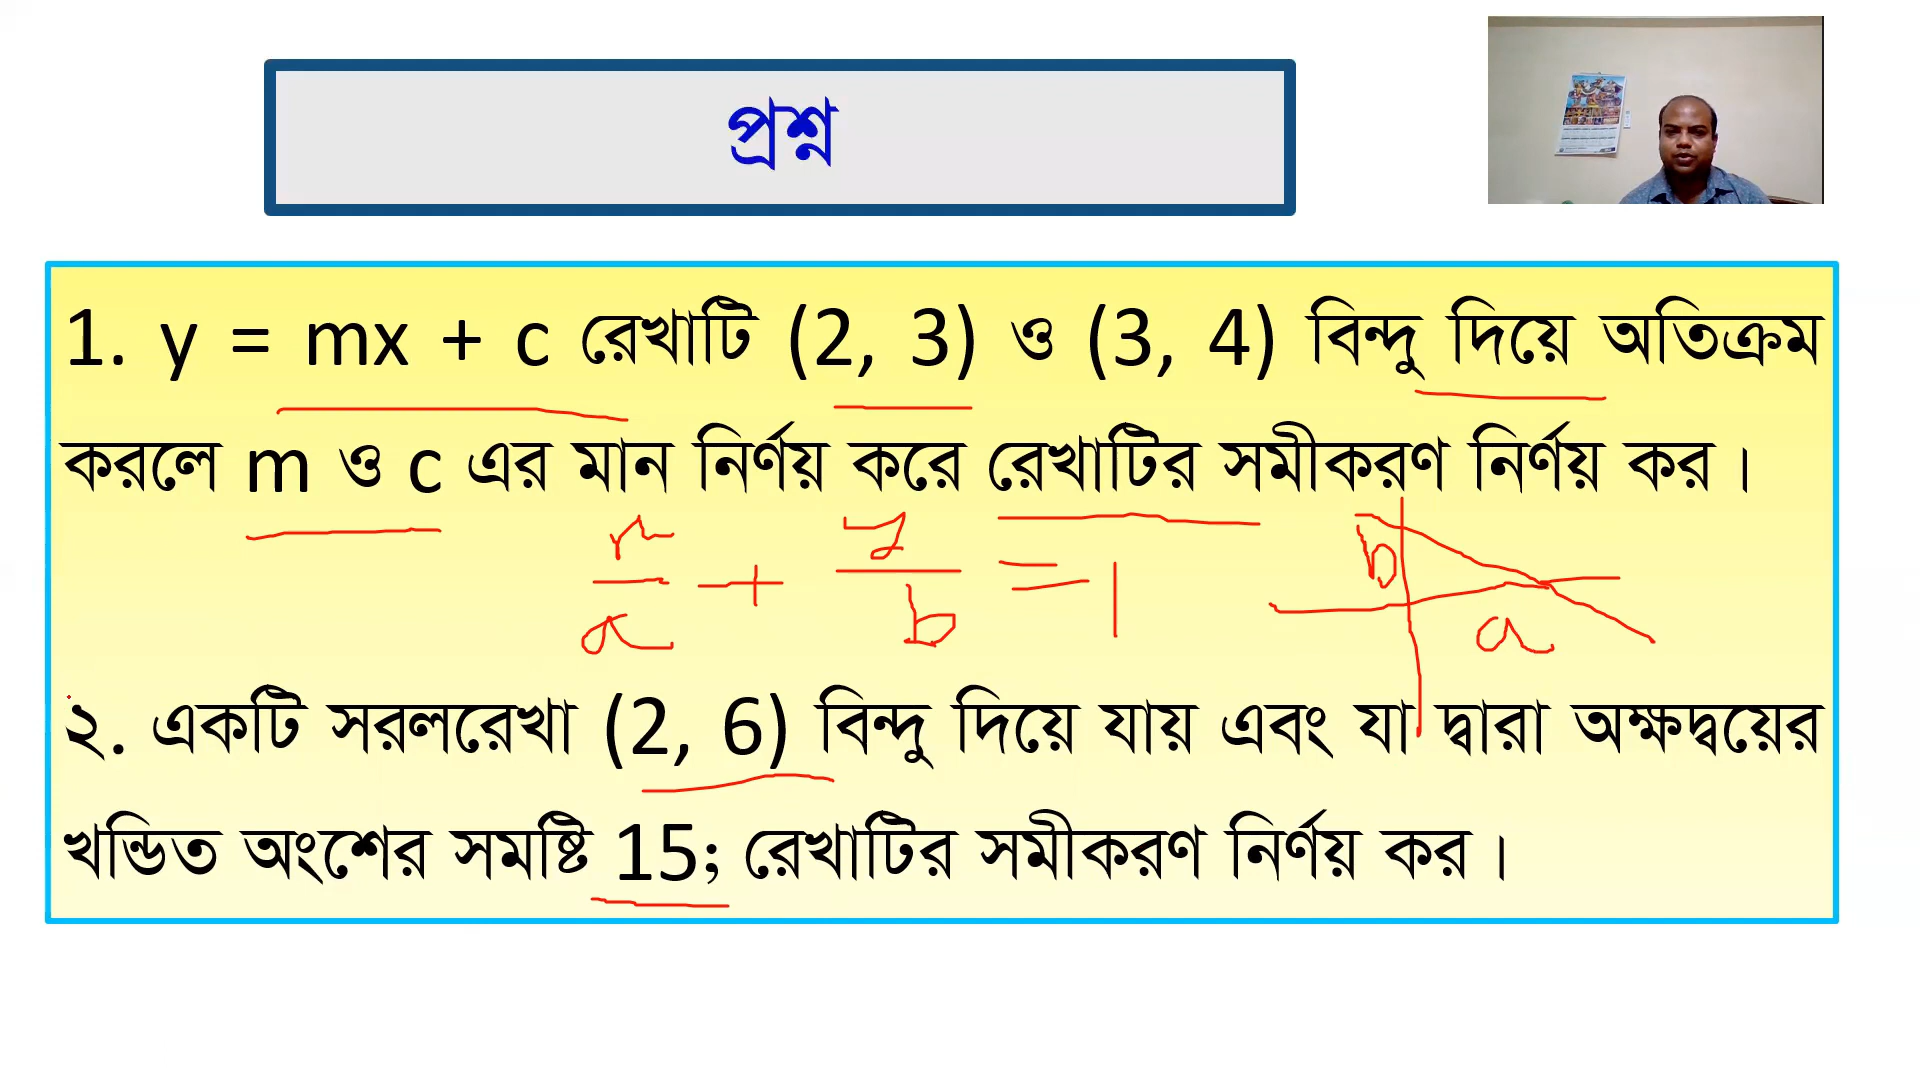 প্রশ্ন
1. y = mx + c রেখাটি (2, 3) ও (3, 4) বিন্দু দিয়ে অতিক্রম
করলে m ও c এর মান নির্ণয় করে রেখাটির সমীকরণ নির্ণয় কর।
x/a + y/b = 1
b
a
২. একটি সরলরেখা (2, 6) বিন্দু দিয়ে যায় এবং যা দ্বারা অক্ষদ্বয়ের
খন্ডিত অংশের সমষ্টি 15; রেখাটির সমীকরণ নির্ণয় কর।